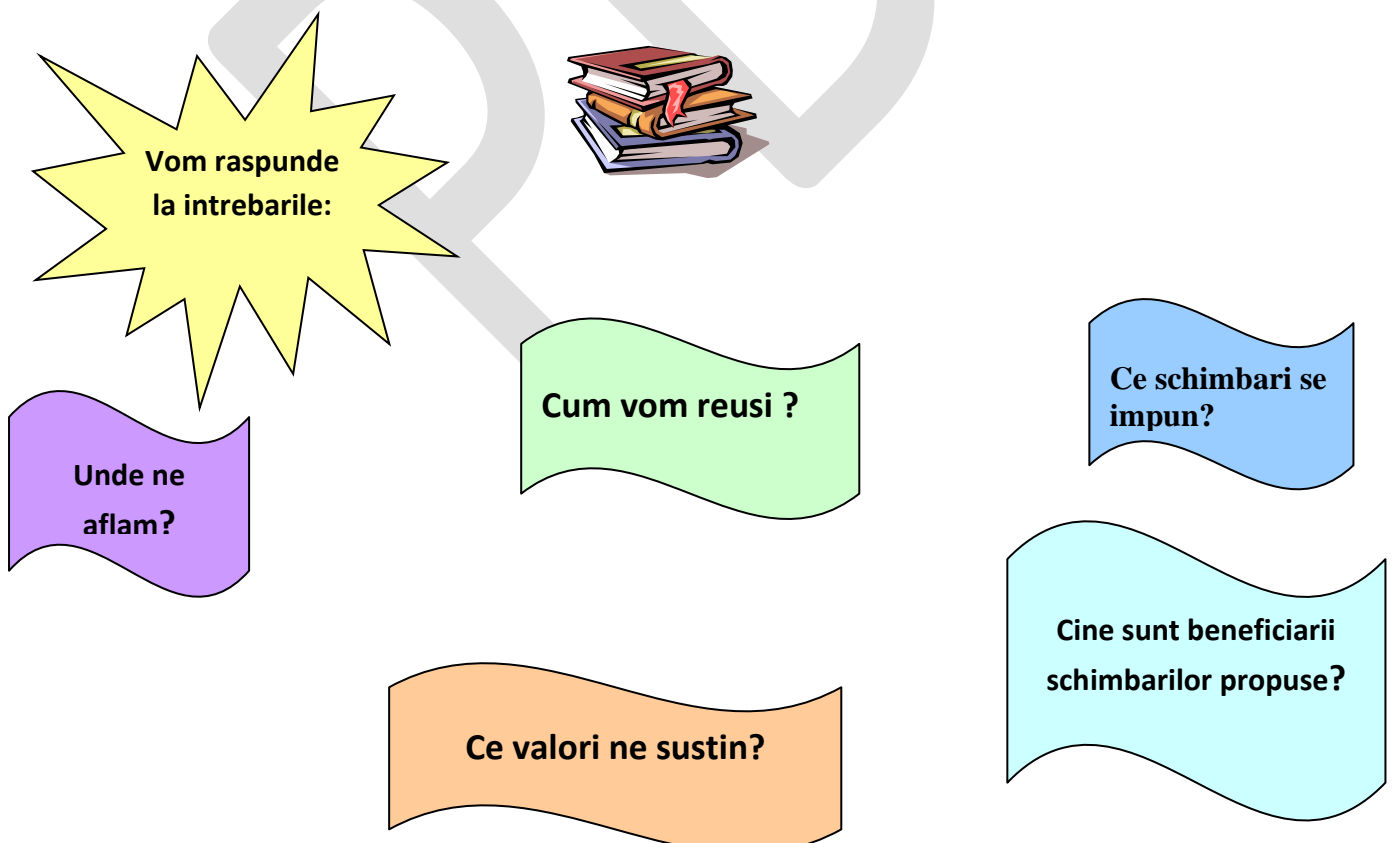 Vom raspunde
la intrebarile:
Cum vom reusi ?
Ce schimbari se
impun?
Unde ne
aflam?
Cine sunt beneficiarii
schimbarilor propuse?
Ce valori ne sustin?